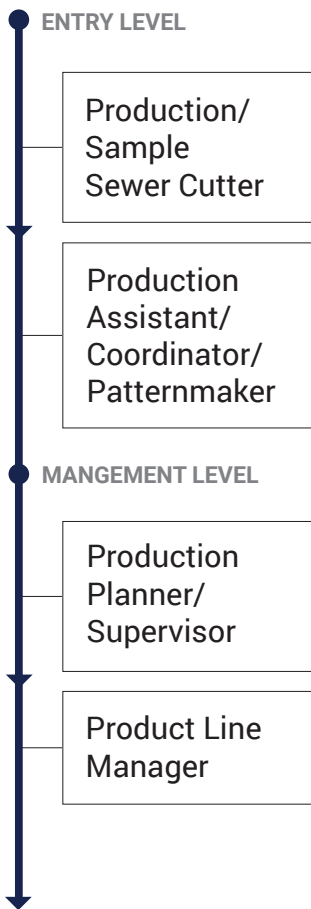 ENTRY LEVEL
Production/
Sample
Sewer Cutter
Production
Assistant/
Coordinator/
Patternmaker
MANGEMENT LEVEL
Production
Planner/
Supervisor
Product Line
Manager